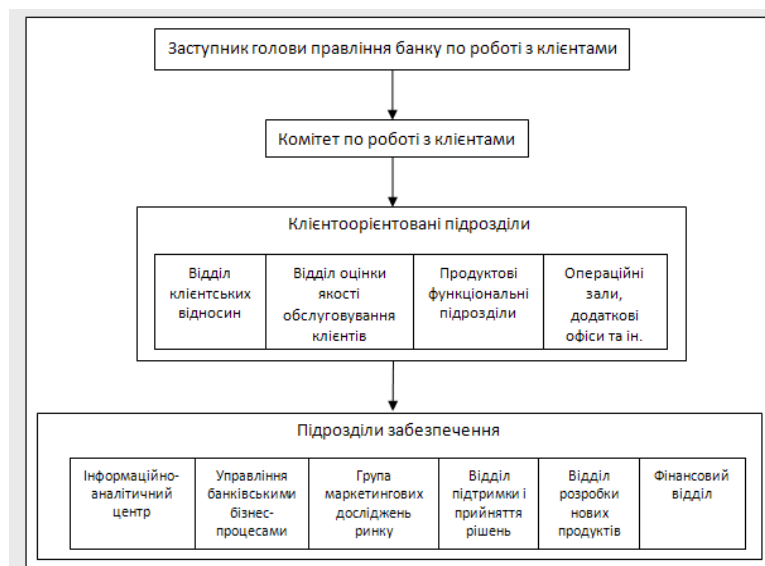 Заступник голови правління банку по роботі з клієнтами
Комітет по роботі з клієнтами
Клієнтоорієнтовані підрозділи
Відділ
клієнтських
відносин
Відділ оцінки
якості
обслуговування
клієнтів
Продуктові
функціональні
підрозділи
Операційні
зали,
додаткові
офіси та ін.
Підрозділи забезпечення
Інформаційно-
аналітичний
центр
Управління
банківськими
бізнес-
процесами
Група
маркетингових
досліджень
ринку
Відділ
підтримки і
прийняття
рішень
Відділ
розробки
нових
продуктів
Фінансовий
відділ